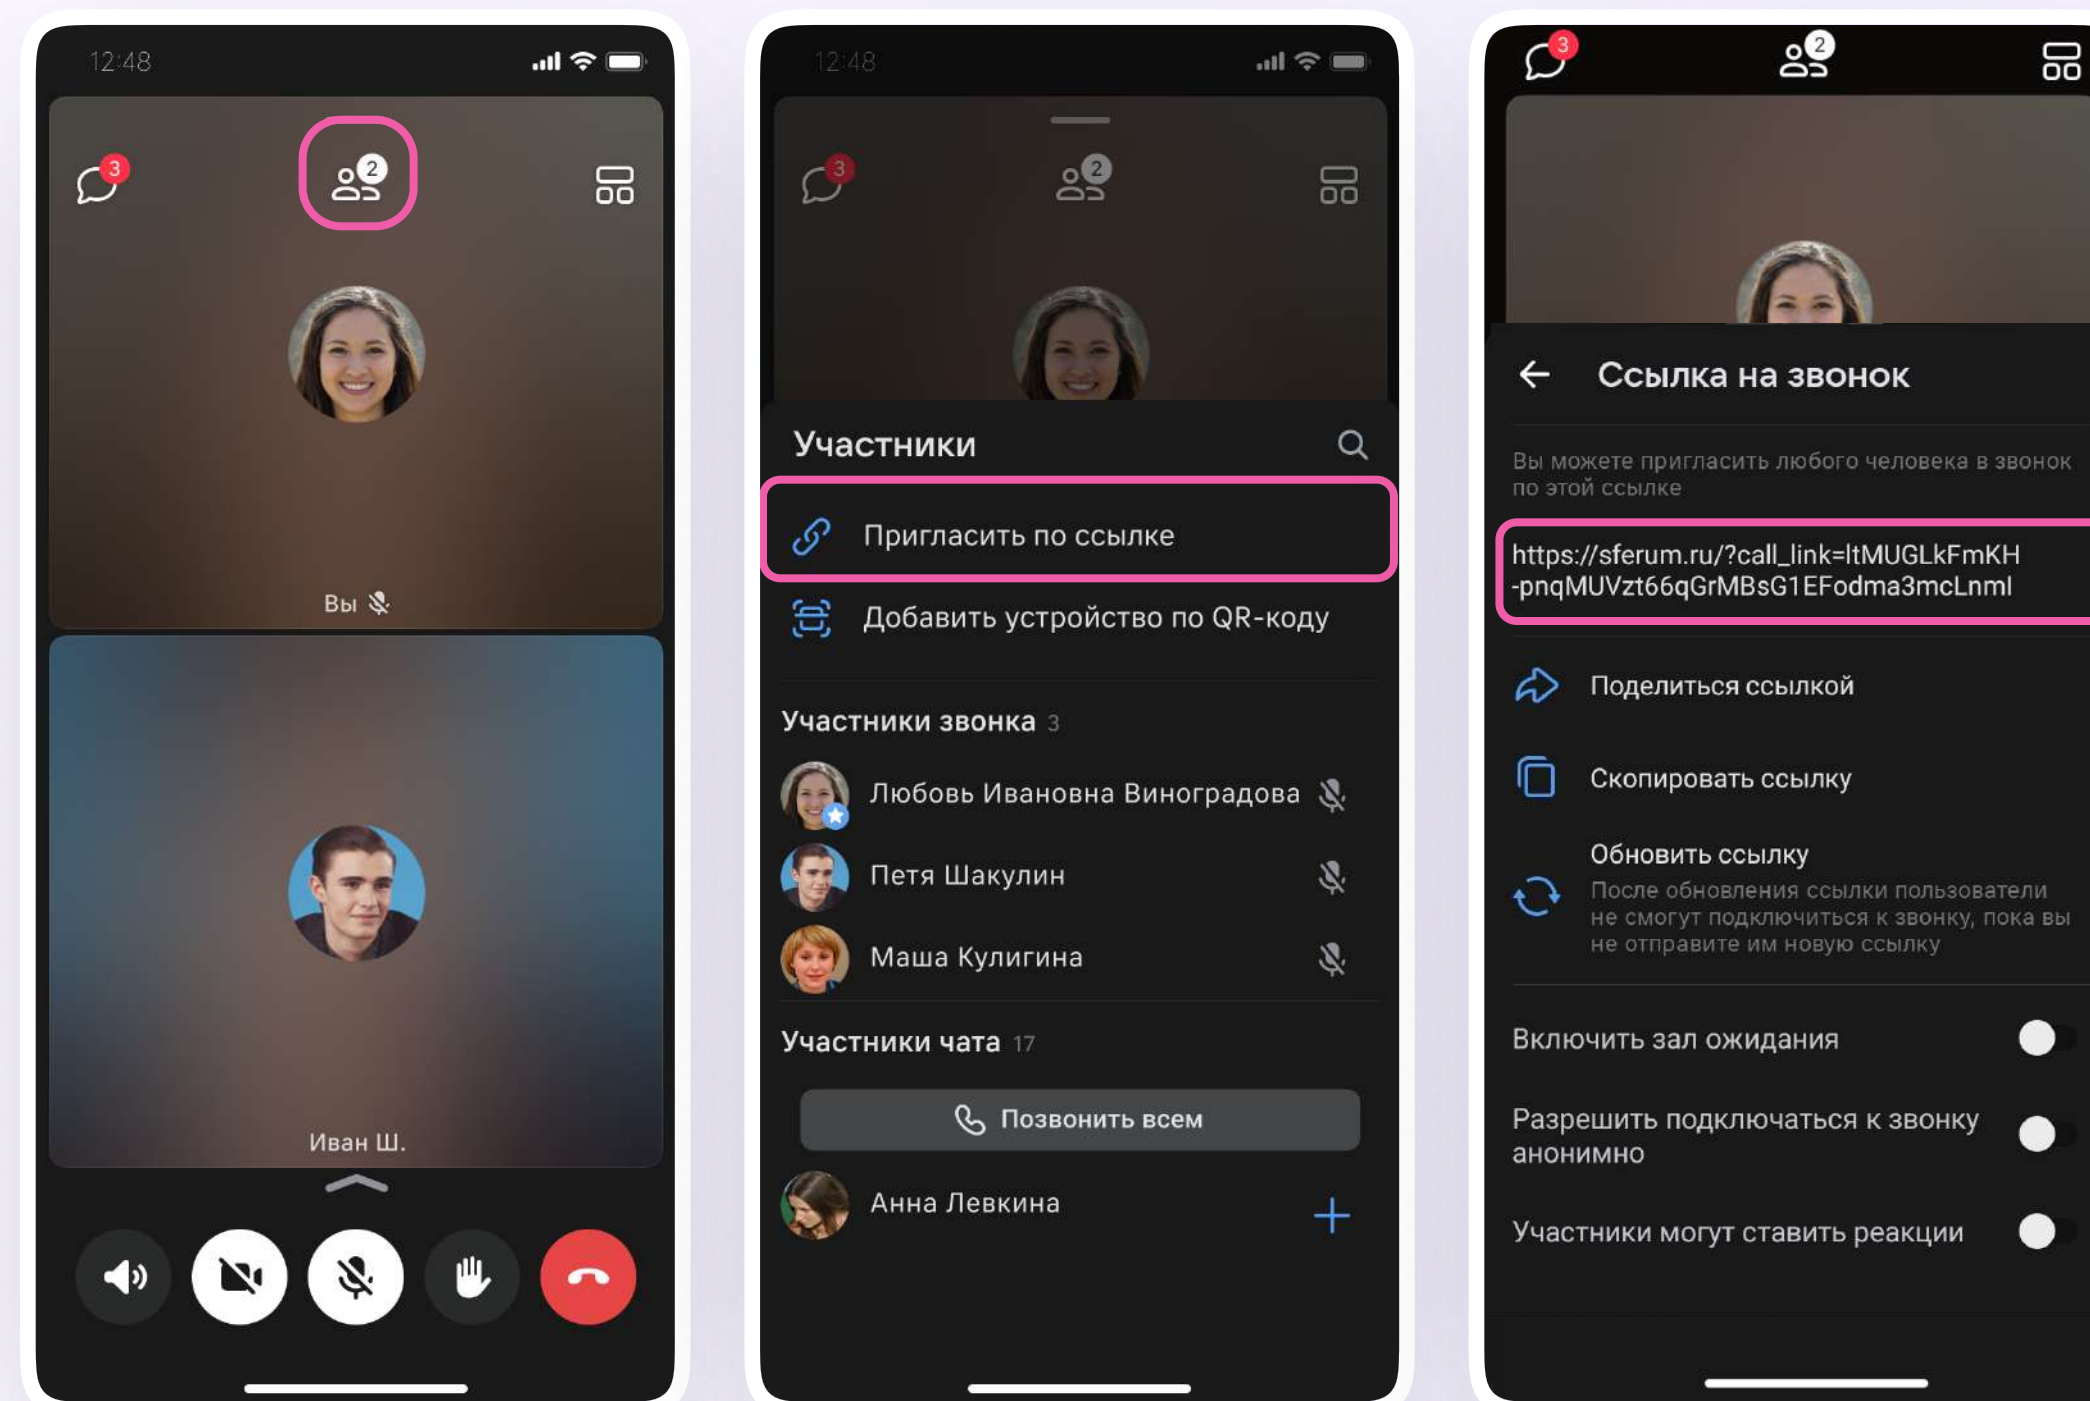 12:48
3
2
Вы
Иван Ш.
12:48
3
2
Участники
Пригласить по ссылке
Добавить устройство по QR-коду
Участники звонка 3
Любовь Ивановна Виноградова
Петя Шакулин
Маша Кулигина
Участники чата 17
Позвонить всем
Анна Левкина
3
2
Ссылка на звонок
Вы можете пригласить любого человека в звонок
по этой ссылке
https://sferum.ru/?call_link=ltMUGLkFmKH
-pnqMUVzt66qGrMBsG1EFodma3mcLnmI
Поделиться ссылкой
Скопировать ссылку
Обновить ссылку
После обновления ссылки пользователи
не смогут подключиться к звонку, пока вы
не отправите им новую ссылку
Включить зал ожидания
Разрешить подключаться к звонку
анонимно
Участники могут ставить реакции